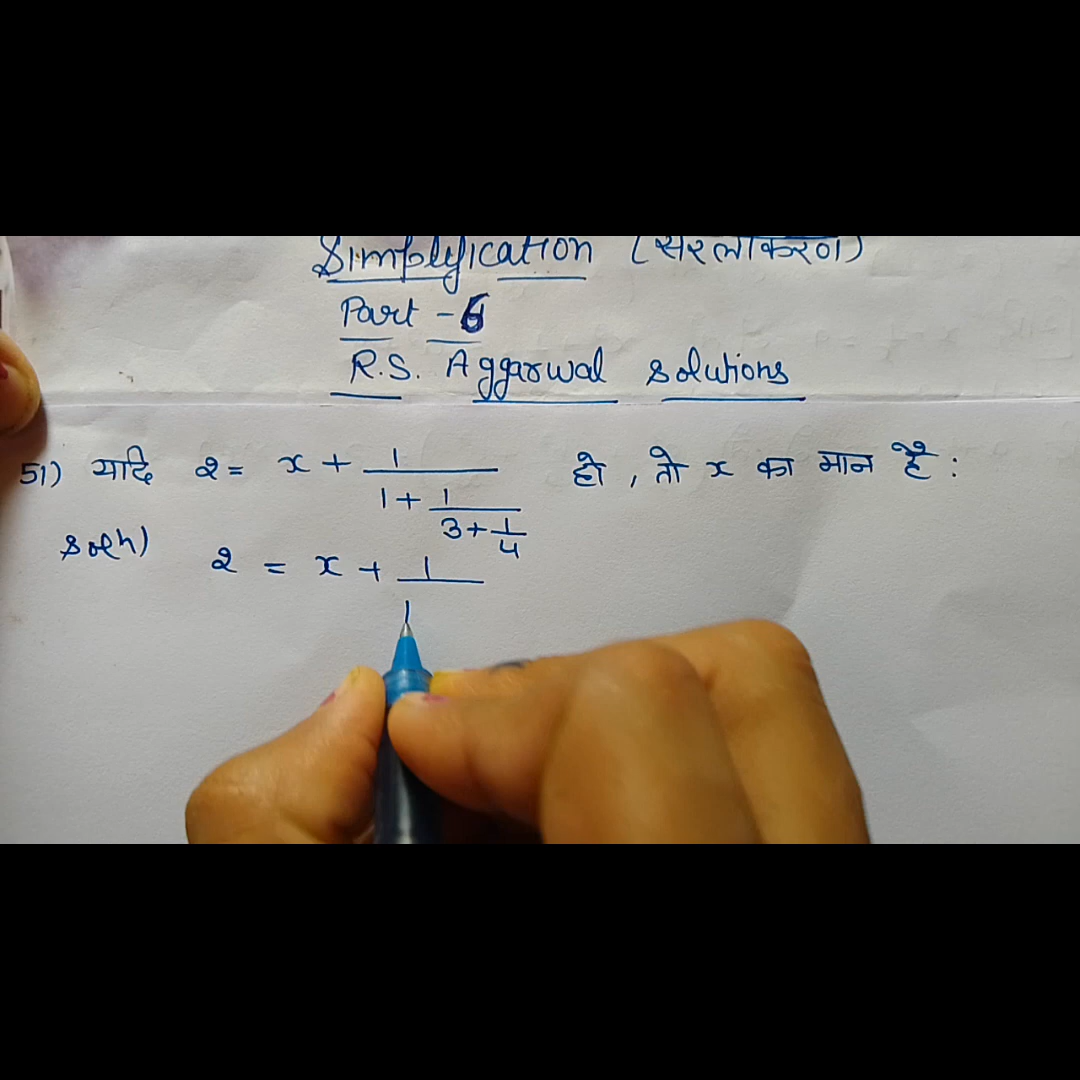 Simplification (सरलीकरण)
Part - 6
R.S. Aggarwal solutions
51) यदि 2 = x + 1/(1 + 1/(3 + 1/4)) हो, तो x का मान है :
Soln) 2 = x + 1/1